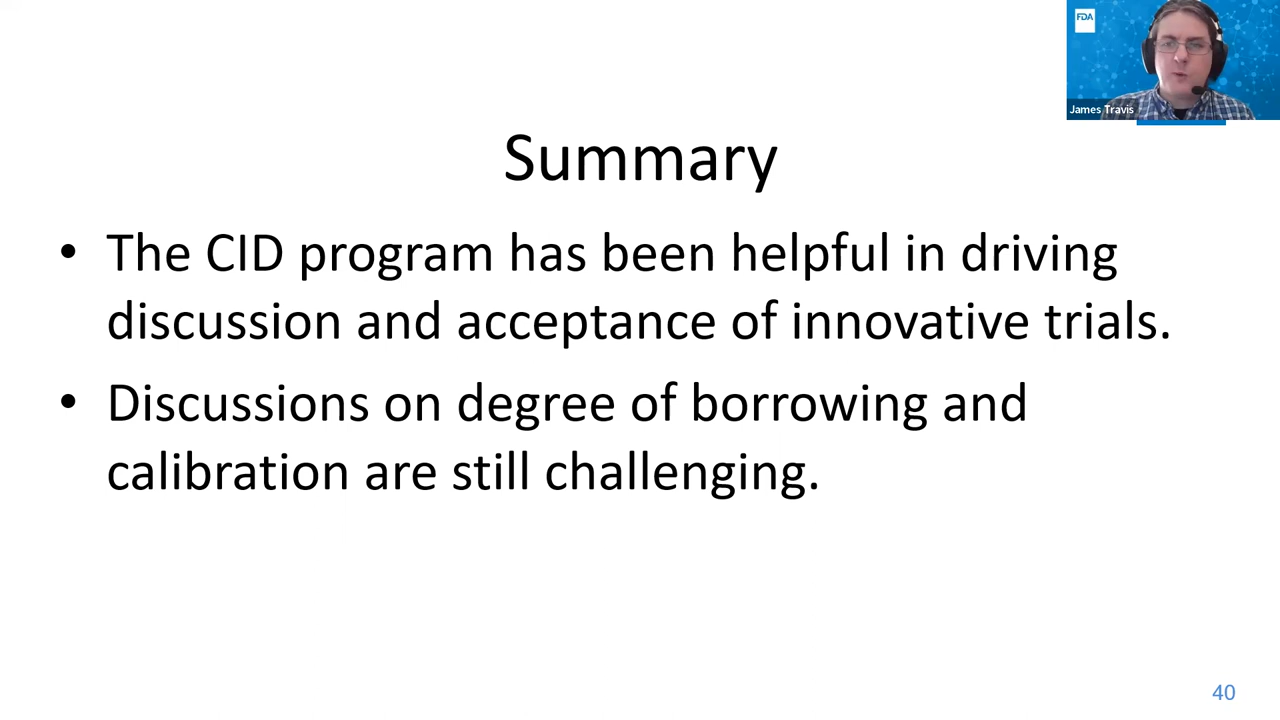 FDA
James Travis
Summary
• The CID program has been helpful in driving
discussion and acceptance of innovative trials.
• Discussions on degree of borrowing and
calibration are still challenging.
40